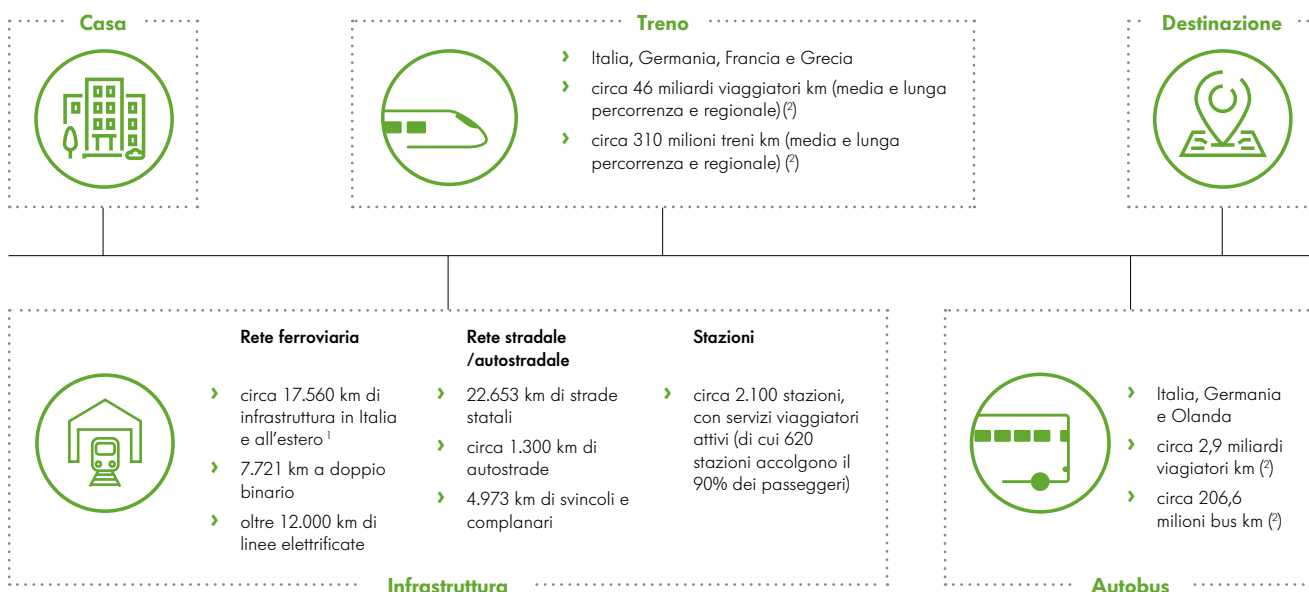 Casa
Treno
Italia, Germania, Francia e Grecia
circa 46 miliardi viaggiatori km (media e lunga
percorrenza e regionale) (²)
circa 310 milioni treni km (media e lunga
percorrenza e regionale) (²)
Destinazione
Rete ferroviaria
circa 17.560 km di
infrastruttura in Italia
e all'estero ¹
7.721 km a doppio
binario
oltre 12.000 km di
linee elettrificate
Rete stradale
/autostradale
22.653 km di strade
statali
circa 1.300 km di
autostrade
4.973 km di svincoli e
complanari
Stazioni
circa 2.100 stazioni,
con servizi viaggiatori
attivi (di cui 620
stazioni accolgono il
90% dei passeggeri)
Infrastruttura
Italia, Germania
e Olanda
circa 2,9 miliardi
viagiatori km (²)
circa 206,6
milioni bus km (²)
Autobus